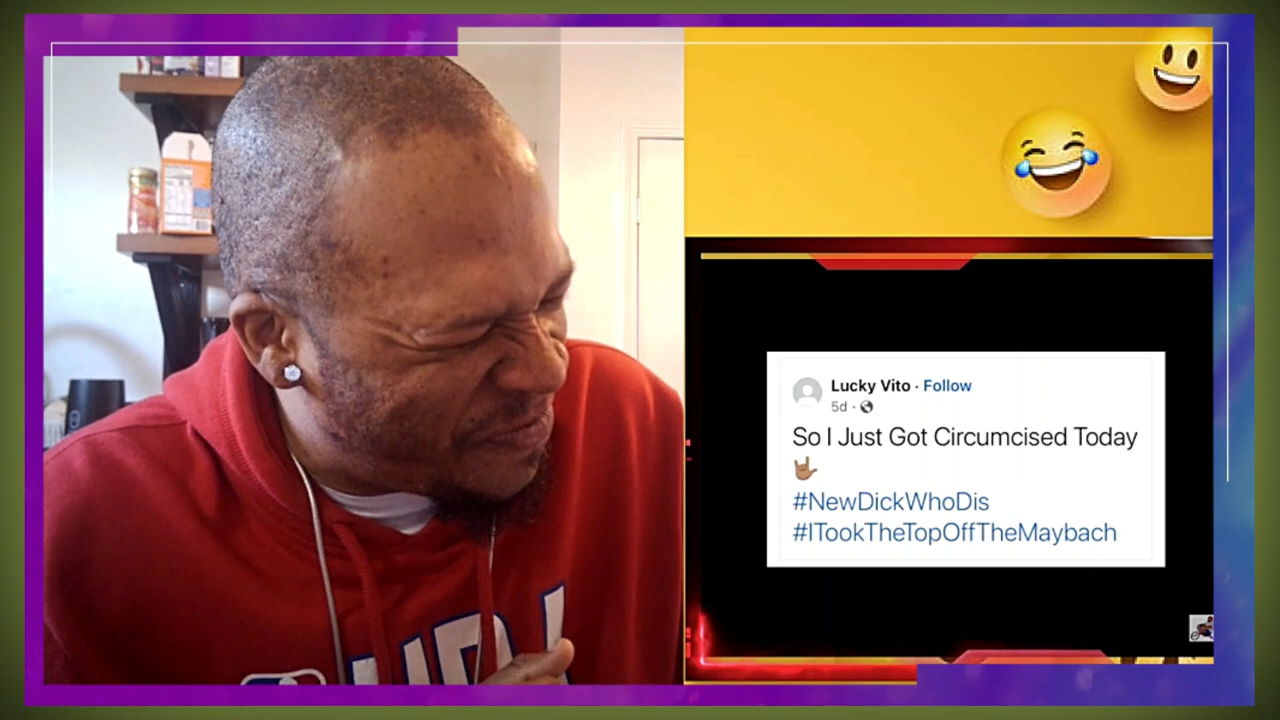 Lucky Vito · Follow
5d ·
So I Just Got Circumcised Today
🤟🏽
#NewDickWhoDis
#ITookTheTopOffTheMaybach